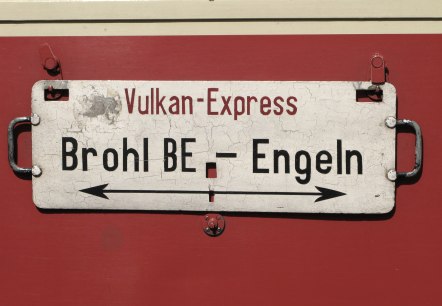 Vulkan-Express
Brohl BE - Engeln